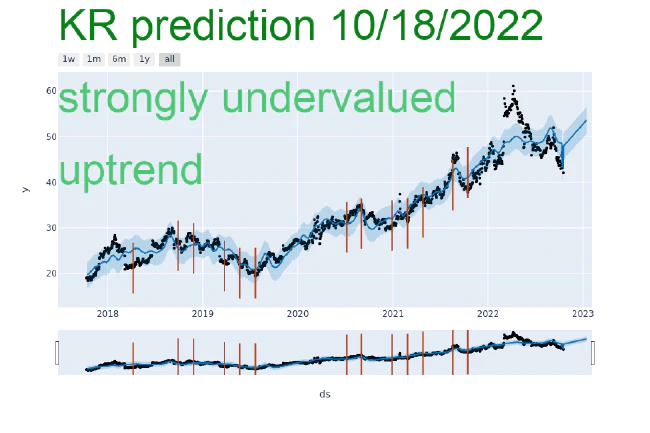 KR prediction 10/18/2022
1w 1m 6m 1y all
strongly undervalued
uptrend
60
50
40
30
20
y
2018 2019 2020 2021 2022 2023
ds